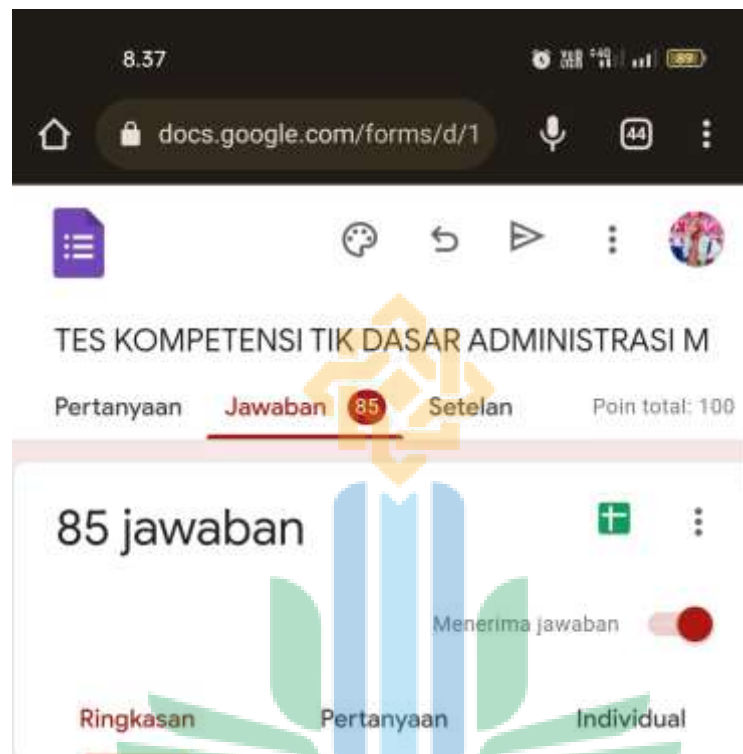 8.37
89
docs.google.com/forms/d/1
44
TES KOMPETENSI TIK DASAR ADMINISTRASI M
Pertanyaan Jawaban 85 Setelan Poin total: 100
85 jawaban
Menerima jawaban
Ringkasan Pertanyaan Individual